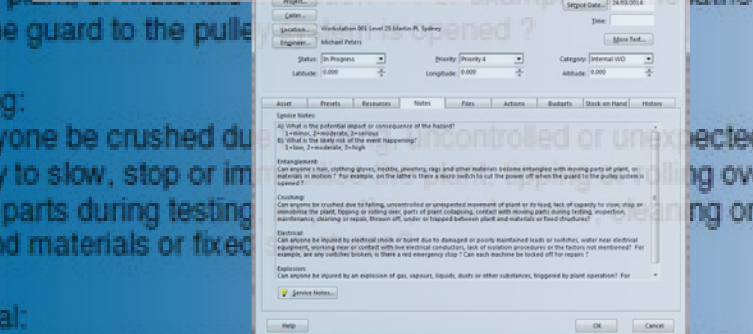 Project...
Service Date... 24/03/2014
Caller...
Time:
e guard to the pulley opened ?
Location... Workstation 001 Level 25 Martin Pl, Sydney
Engineer... Michael Peters
More Text...
Status: In Progress Priority: Priority 4 Category: Internal WO
Latitude: 0.000 Longitude: 0.000 Altitude: 0.000
Asset Presets Resources Notes Files Actions Budgets Stock on Hand History
Service Notes:
A) What is the potential impact or consequence of the hazard?
1=minor, 2=moderate, 3=serious
B) What is the likely risk of the event happening?
1=low, 2=moderate, 3=high
Entanglement:
Can anyone's hair, clothing, gloves, necktie, jewellery, rags and other materials become entangled with moving parts of plant, or
materials in motion ? For example, on the lathe is there a micro switch to cut the power off when the guard to the pulley system is
opened ?
Crushing:
Can anyone be crushed due to falling, uncontrolled or unexpected movement of plant or its load, lack of capacity to slow, stop or
immobilise the plant, tipping or rolling over, parts of plant collapsing, contact with moving parts during testing, inspection,
maintenance, cleaning or repair, thrown off, under or trapped between plant and materials or fixed structures?
Electrical:
Can anyone be injured by electrical shock or burnt due to damaged or poorly maintained leads or switches, water near electrical
equipment, working near or contact with live electrical conductors, lack of isolation procedures or the factors not mentioned? For
example, are any switches broken, is there a red emergency stop ? Can each machine be locked off for repairs ?
Explosion:
Can anyone be injured by an explosion of gas, vapours, liquids, dusts or other substances, triggered by plant operation? For
Service Notes...
Help OK Cancel
g:
yone be crushed du uncontrolled or unexpected
y to slow, stop or im rolling ov
parts during testing cleaning or
d materials or fixed
al: